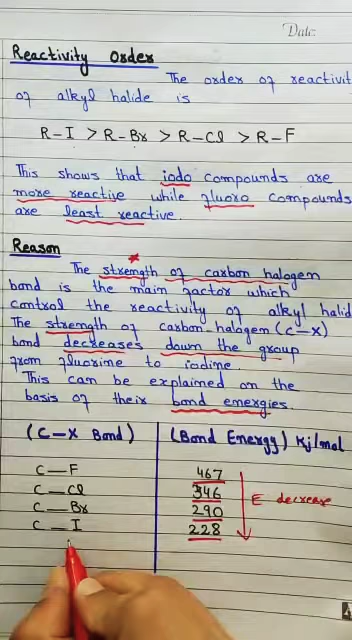 Date:
Reactivity Order
The order of reactivit
of alkyl halide is
R-I > R-Br > R-Cl > R-F
This shows that iodo compounds are
more reactive while fluoro compounds
are least reactive.
Reason
The strength of carbon halogen
bond is the main factor which
control the reactivity of alkyl halid
The strength of carbon-halogen (C-X)
bond decreases down the group
from fluorine to iodine.
This can be explained on the
basis of their bond energies.
(C-X Bond) (Bond Energy) Kj/mol
C-F 467
C-Cl 346
C-Br 290
C-I 228
E decrease